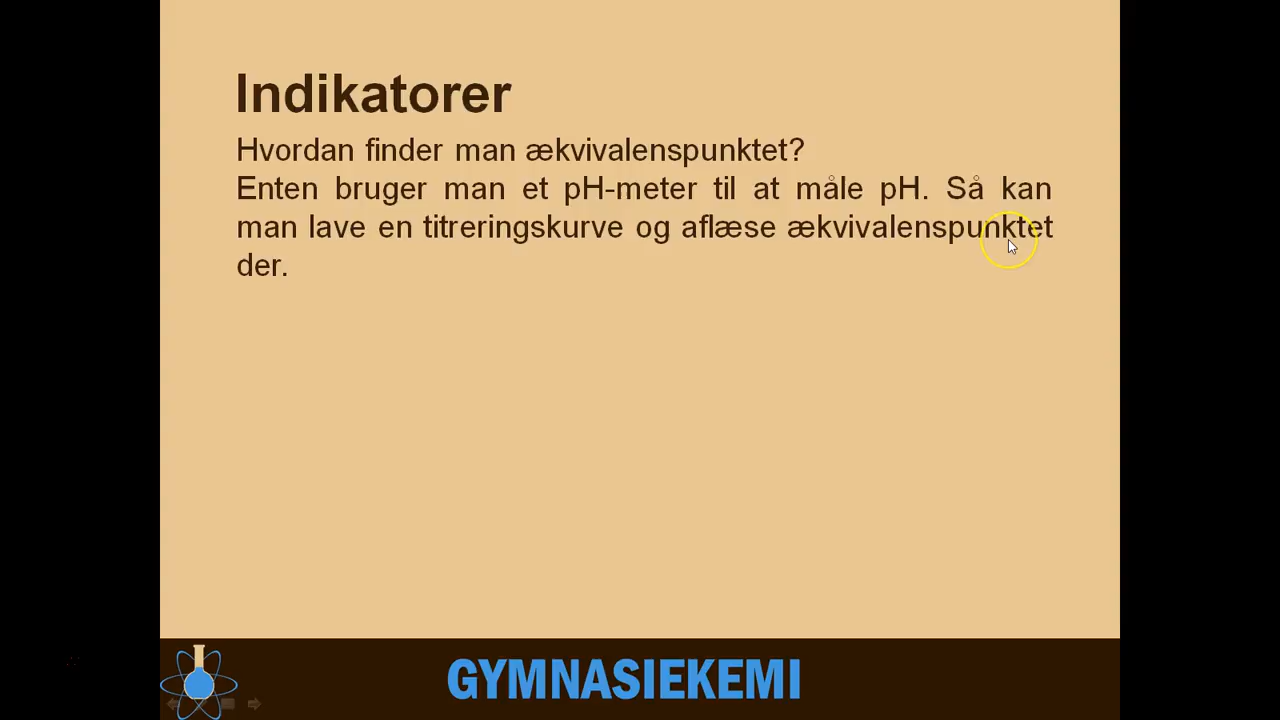 Indikatorer
Hvordan finder man ækvivalenspunktet?
Enten bruger man et pH-meter til at måle pH. Så kan
man lave en titreringskurve og aflæse ækvivalenspunktet
der.
GYMNASIEKEMI